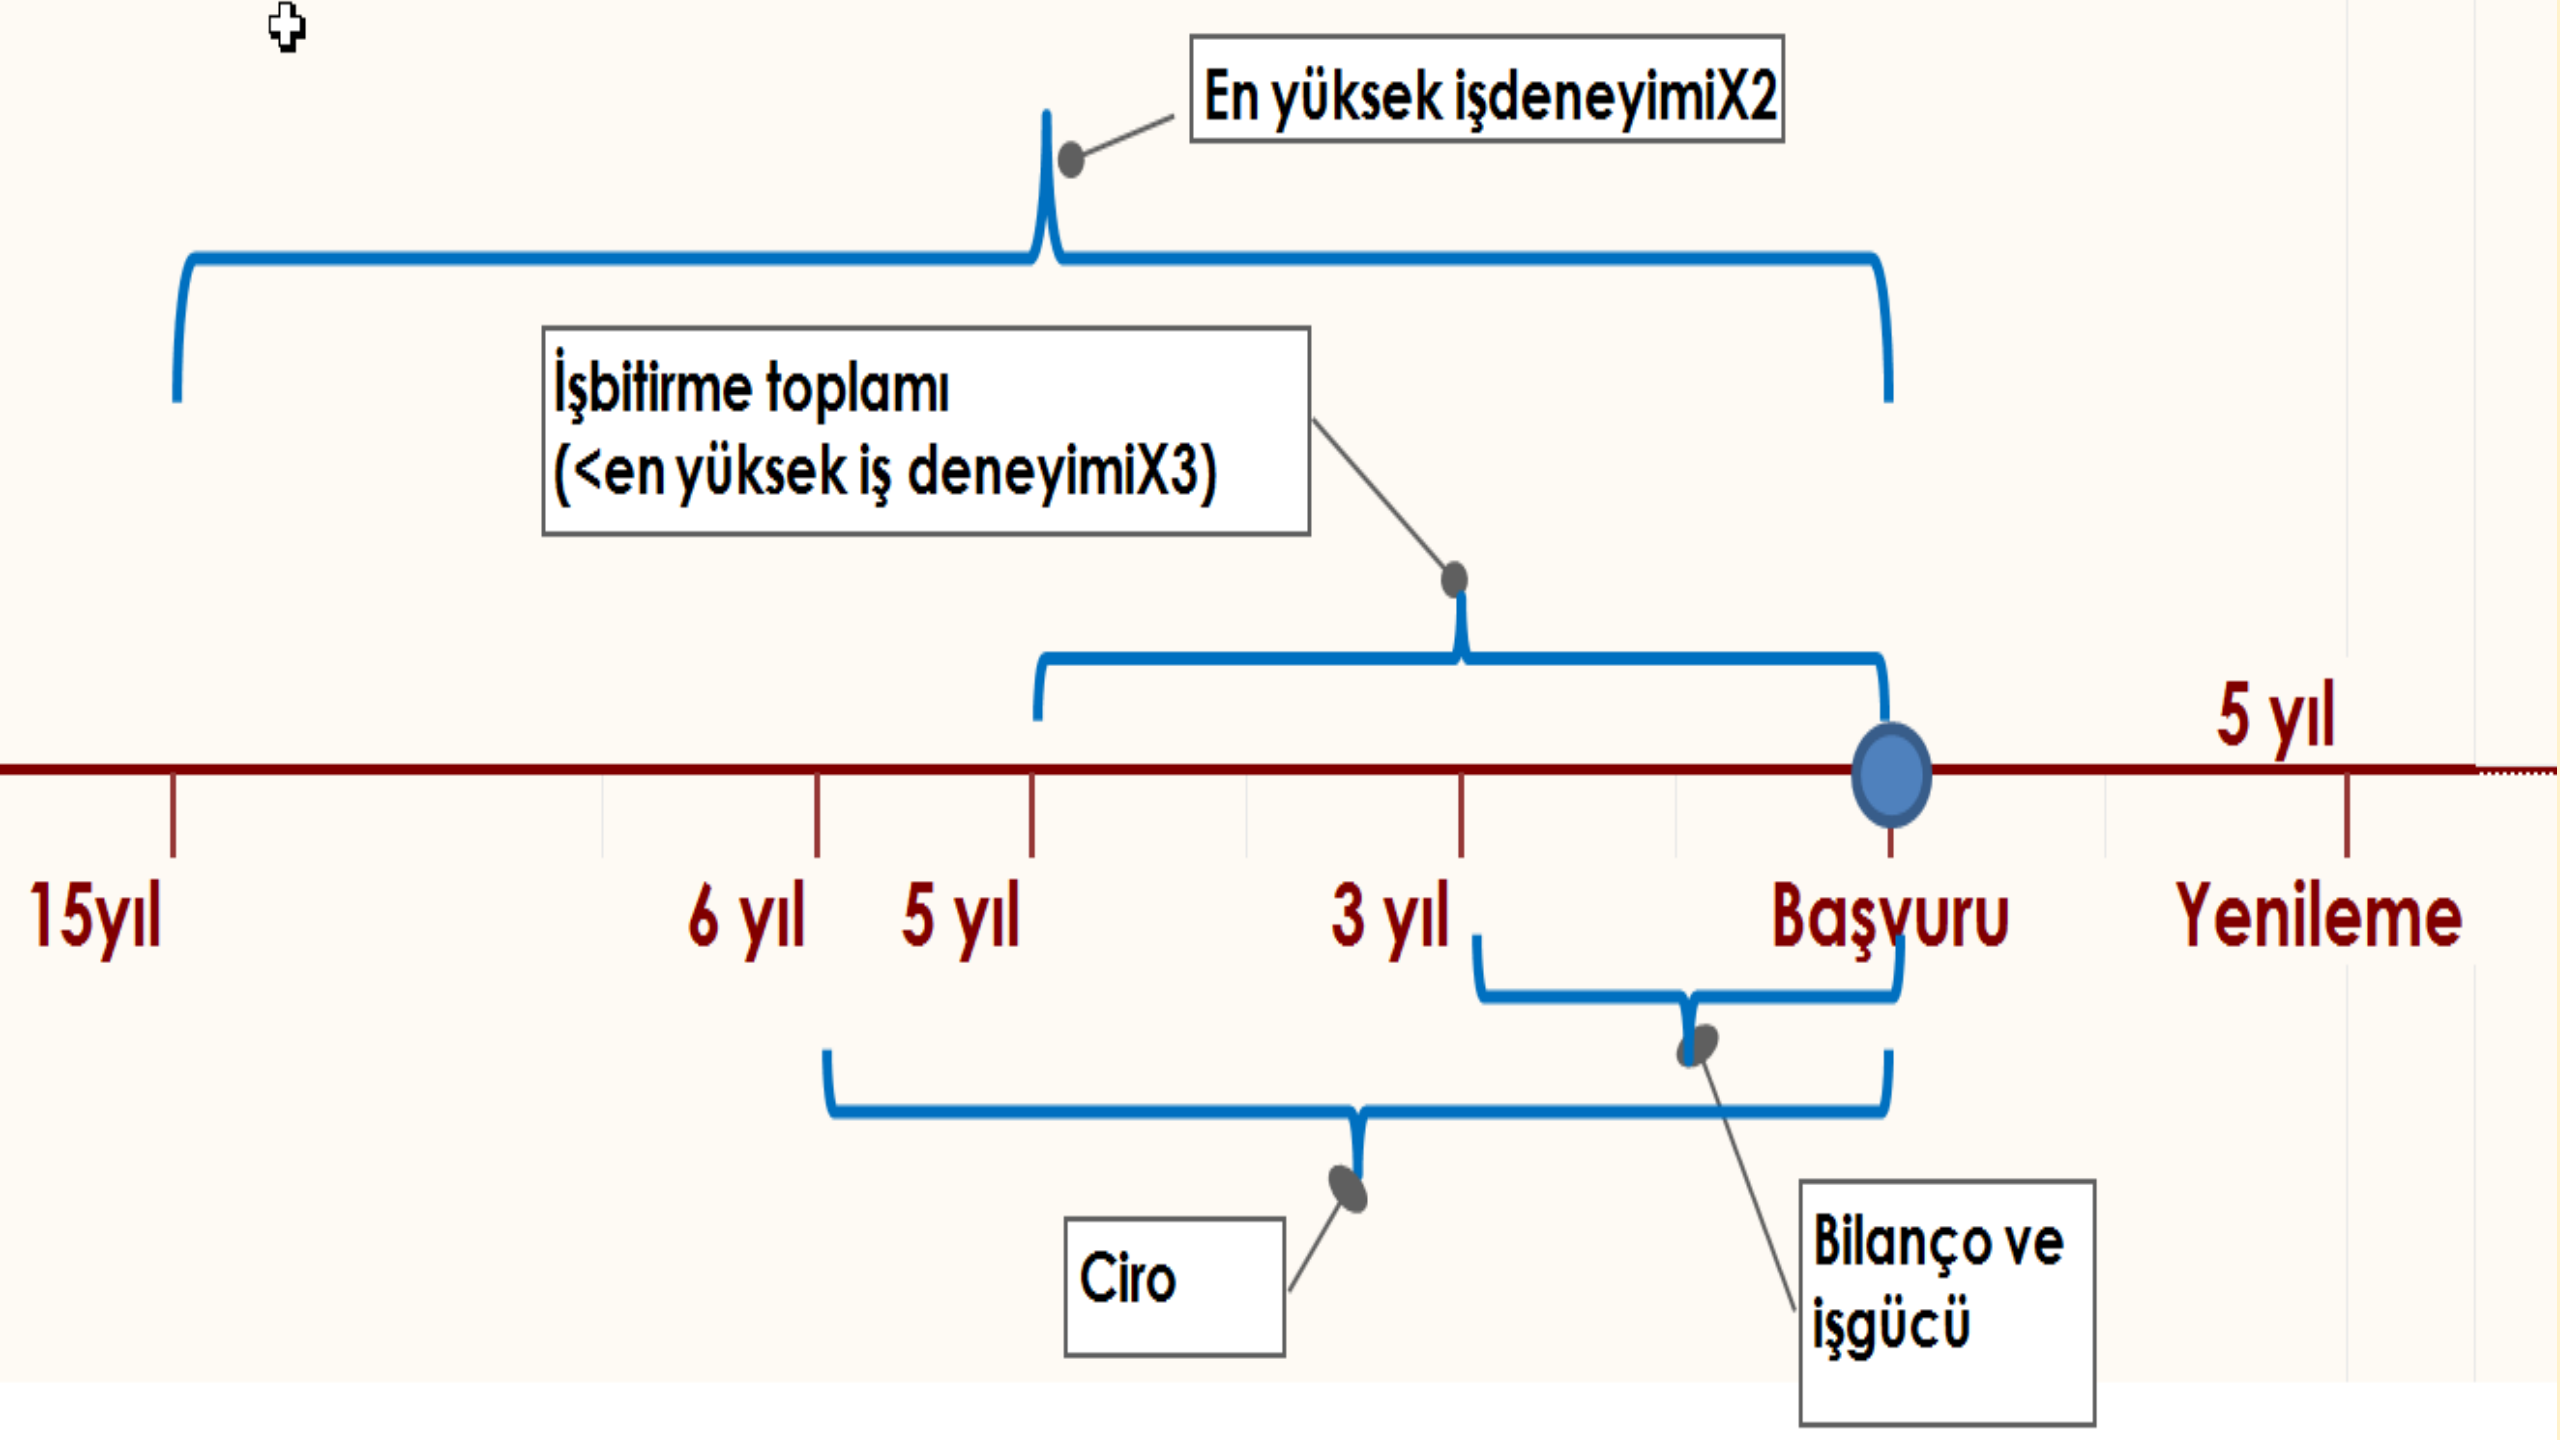 En yüksek işdeneyimiX2
İşbitirme toplamı
(<en yüksek iş deneyimiX3)
5 yıl
15yıl
6 yıl
5 yıl
3 yıl
Başvuru
Yenileme
Ciro
Bilanço ve
işgücü